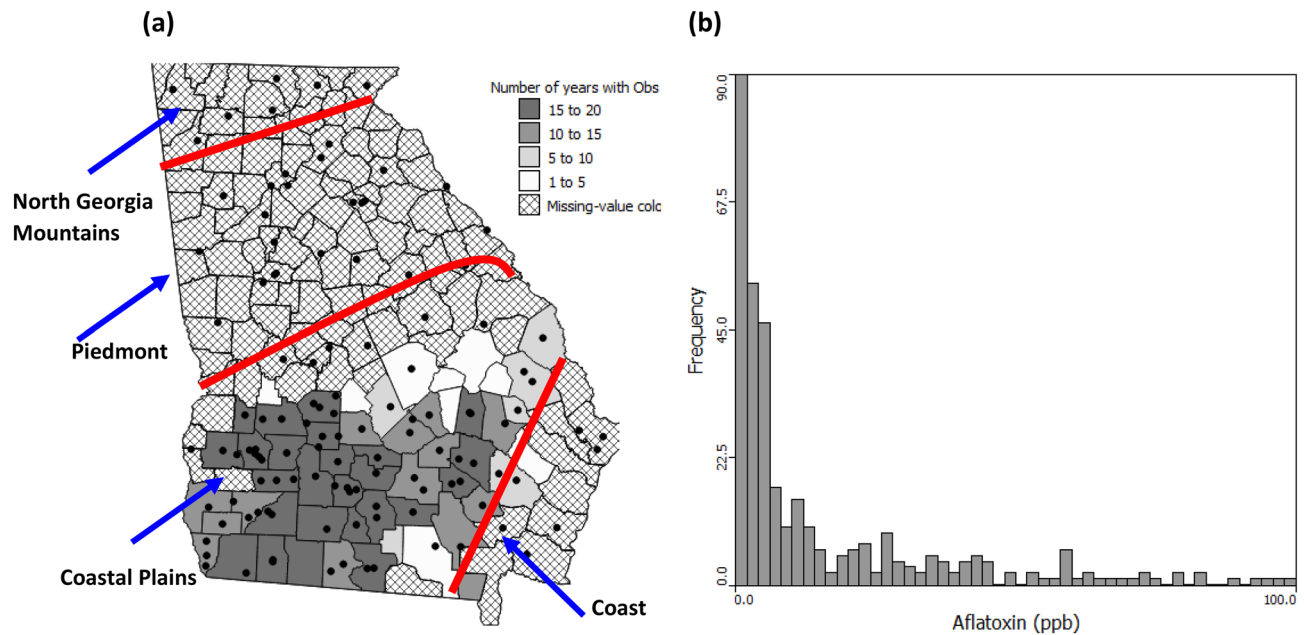 (a)
(b)
Number of years with Obs
15 to 20
10 to 15
5 to 10
1 to 5
Missing-value colo
North Georgia
Mountains
Piedmont
Coastal Plains
Coast
90.0
67.5
45.0
22.5
0.0
Frequency
0.0
100.0
Aflatoxin (ppb)